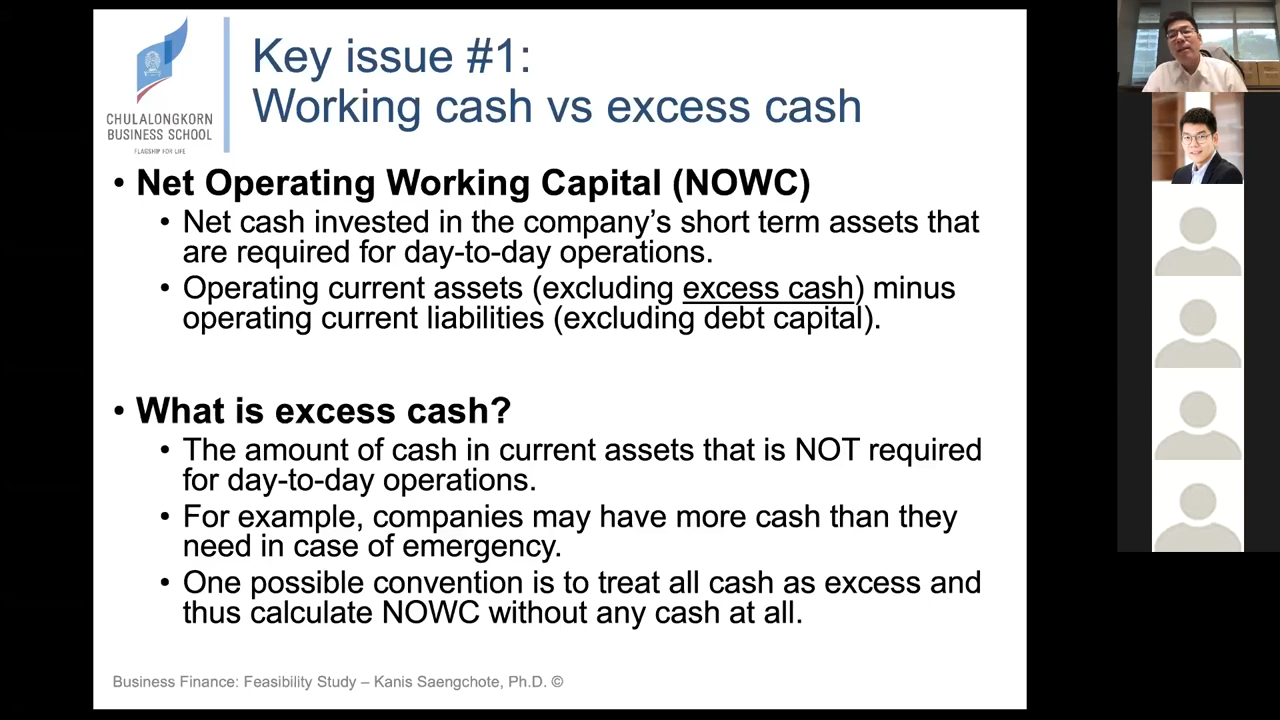 CHULALONGKORN
BUSINESS SCHOOL
FLAGSHIP FOR LIFE
Key issue #1:
Working cash vs excess cash
• Net Operating Working Capital (NOWC)
• Net cash invested in the company’s short term assets that
are required for day-to-day operations.
• Operating current assets (excluding excess cash) minus
operating current liabilities (excluding debt capital).
• What is excess cash?
• The amount of cash in current assets that is NOT required
for day-to-day operations.
• For example, companies may have more cash than they
need in case of emergency.
• One possible convention is to treat all cash as excess and
thus calculate NOWC without any cash at all.
Business Finance: Feasibility Study – Kanis Saengchote, Ph.D. ©